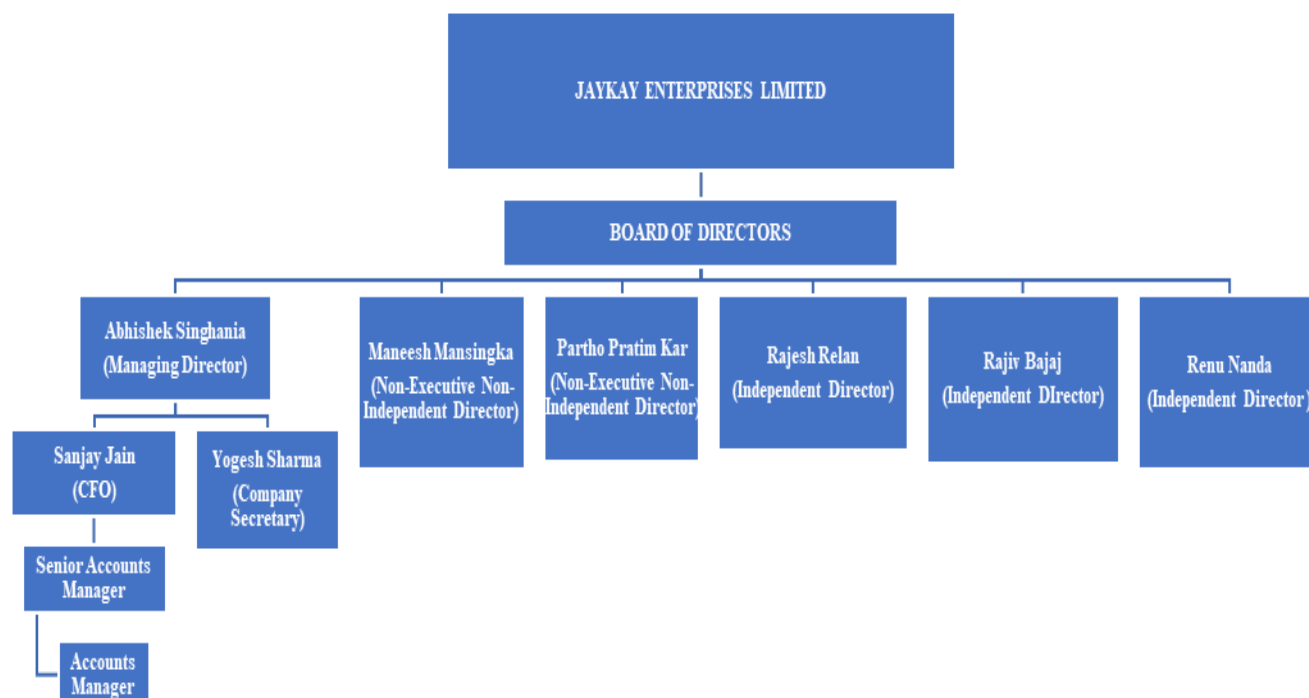 JAYKAY ENTERPRISES LIMITED
BOARD OF DIRECTORS
Abhishek Singhania
(Managing Director)
Maneesh Mansingka
(Non-Executive Non-
Independent Director)
Partho Pratim Kar
(Non-Executive Non-
Independent Director)
Rajesh Relan
(Independent Director)
Rajiv Bajaj
(Independent DIrector)
Renu Nanda
(Independent Director)
Sanjay Jain
(CFO)
Yogesh Sharma
(Company
Secretary)
Senior Accounts
Manager
Accounts
Manager